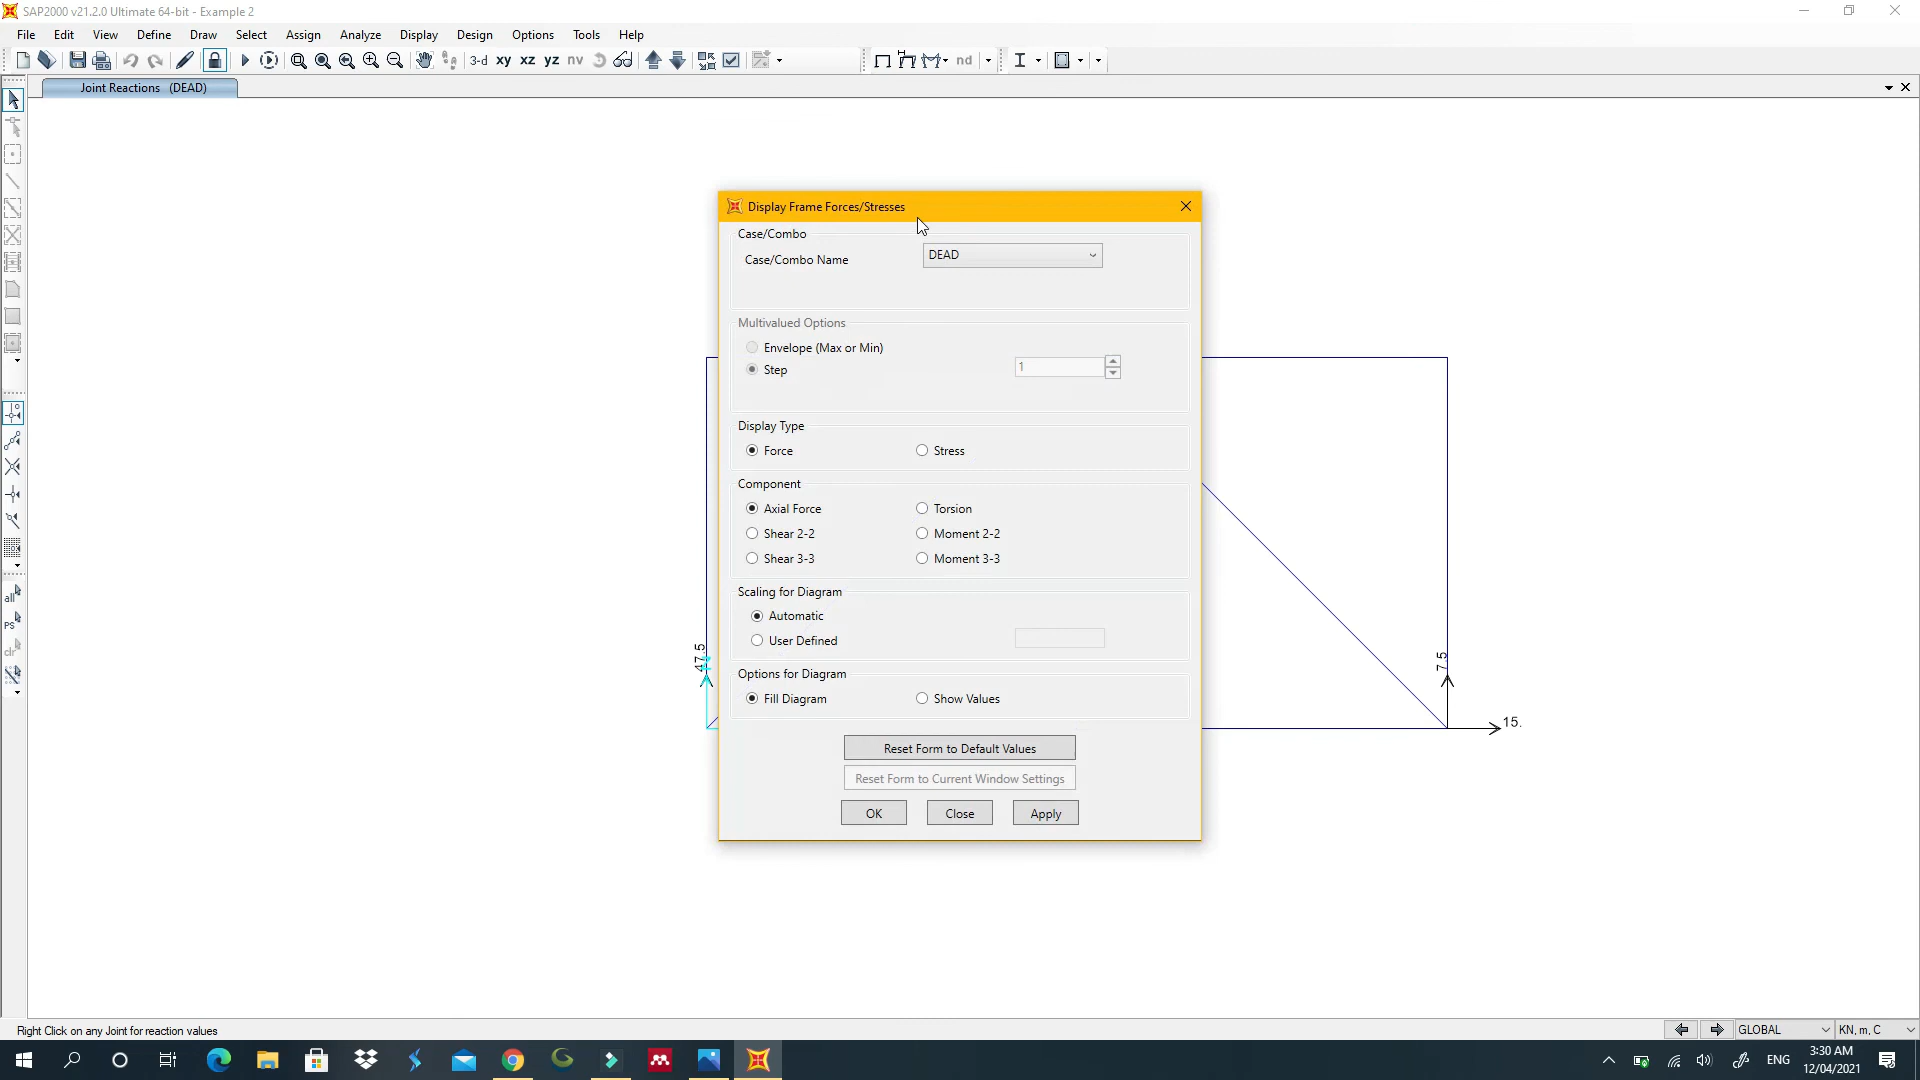 SAP2000 v21.2.0 Ultimate 64-bit - Example 2
File Edit View Define Draw Select Assign Analyze Display Design Options Tools Help
3-d xy xz yz nv nd
Joint Reactions (DEAD)
Display Frame Forces/Stresses
Case/Combo
Case/Combo Name DEAD
Multivalued Options
Envelope (Max or Min)
Step 1
Display Type
Force Stress
Component
Axial Force Torsion
Shear 2-2 Moment 2-2
Shear 3-3 Moment 3-3
Scaling for Diagram
Automatic
User Defined
Options for Diagram
Fill Diagram Show Values
Reset Form to Default Values
Reset Form to Current Window Settings
OK Close Apply
47.5
7.5
15.
all
PS
clr
Right Click on any Joint for reaction values
GLOBAL KN, m, C
ENG
3:30 AM
12/04/2021